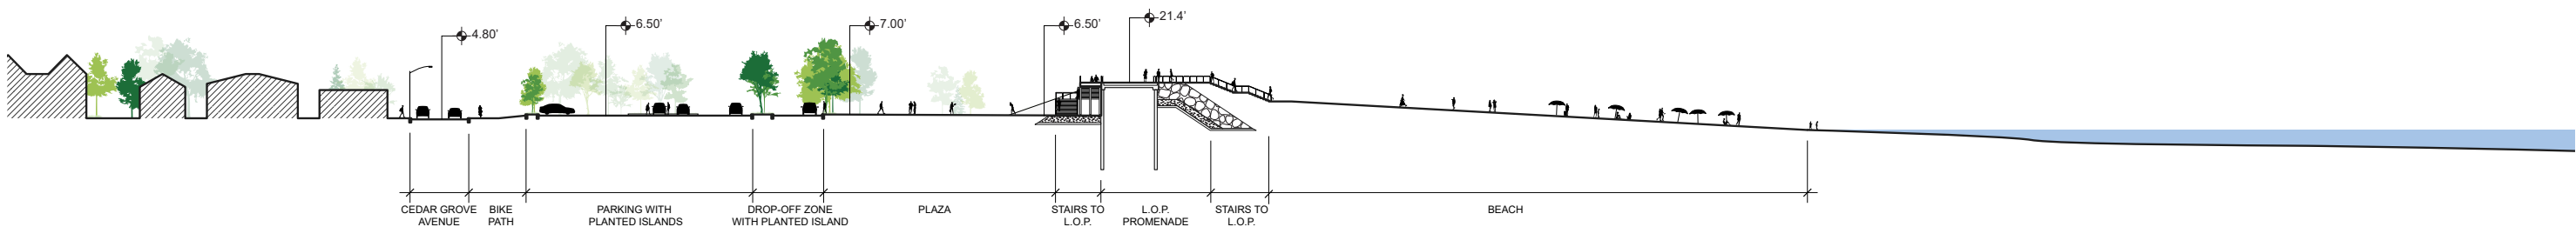 4.80'
6.50'
7.00'
6.50'
21.4'
CEDAR GROVE
AVENUE
BIKE
PATH
PARKING WITH
PLANTED ISLANDS
DROP-OFF ZONE
WITH PLANTED ISLAND
PLAZA
STAIRS TO
L.O.P.
L.O.P.
PROMENADE
STAIRS TO
L.O.P.
BEACH